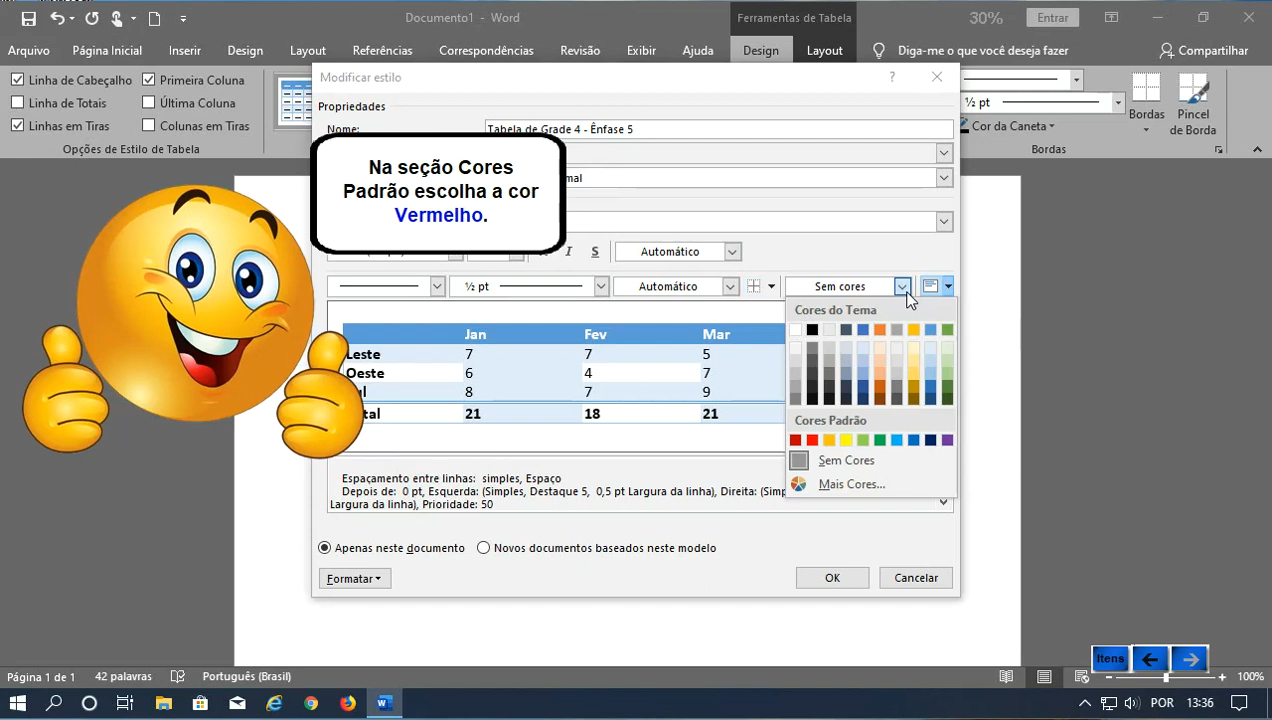 Documento1 - Word
Ferramentas de Tabela
30%
Entrar
Arquivo Página Inicial Inserir Design Layout Referências Correspondências Revisão Exibir Ajuda Design Layout Diga-me o que você deseja fazer Compartilhar
Linha de Cabeçalho Primeira Coluna
Linha de Totais Última Coluna
Linhas em Tiras Colunas em Tiras
Opções de Estilo de Tabela
½ pt
Cor da Caneta
Bordas
Pincel
de Borda
Bordas
Modificar estilo
?
Propriedades
Nome: Tabela de Grade 4 - Ênfase 5
Na seção Cores
Padrão escolha a cor
Vermelho.
I S Automático
½ pt Automático Sem cores
Cores do Tema
Cores Padrão
Sem Cores
Mais Cores...
Jan Fev Mar
Leste 7 7 5
Oeste 6 4 7
8 7 9
21 18 21
Espaçamento entre linhas: simples, Espaço
Depois de: 0 pt, Esquerda: (Simples, Destaque 5, 0,5 pt Largura da linha), Direita:
Largura da linha), Prioridade: 50
Apenas neste documento Novos documentos baseados neste modelo
Formatar OK Cancelar
Itens
Página 1 de 1 42 palavras Português (Brasil) 100%
W POR 13:36